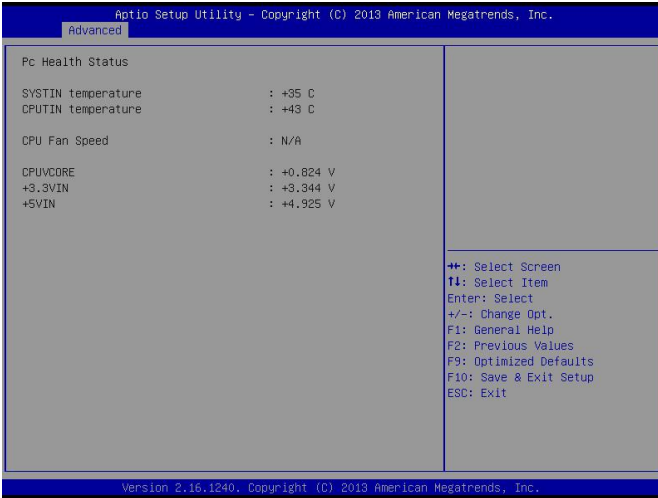 Aptio Setup Utility – Copyright (C) 2013 American Megatrends, Inc.
Advanced
Pc Health Status
SYSTIN temperature : +35 C
CPUTIN temperature : +43 C
CPU Fan Speed : N/A
CPUVCORE : +0.824 V
+3.3VIN : +3.344 V
+5VIN : +4.925 V
→←: Select Screen
↑↓: Select Item
Enter: Select
+/-: Change Opt.
F1: General Help
F2: Previous Values
F9: Optimized Defaults
F10: Save & Exit Setup
ESC: Exit
Version 2.16.1240. Copyright (C) 2013 American Megatrends, Inc.